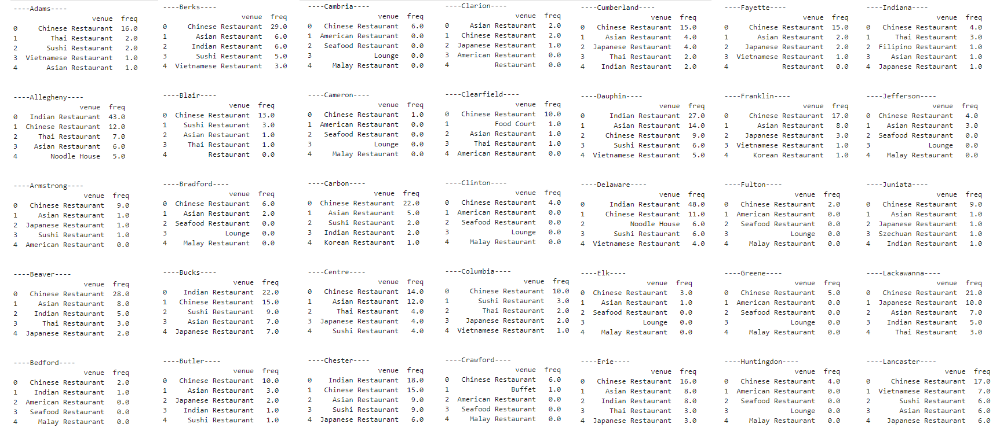 ----Adams----
venue freq
0 Chinese Restaurant 16.0
1 Thai Restaurant 2.0
2 Sushi Restaurant 2.0
3 Vietnamese Restaurant 1.0
4 Asian Restaurant 1.0
----Allegheny----
venue freq
0 Indian Restaurant 43.0
1 Chinese Restaurant 12.0
2 Thai Restaurant 7.0
3 Asian Restaurant 6.0
4 Noodle House 5.0
----Armstrong----
venue freq
0 Chinese Restaurant 9.0
1 Asian Restaurant 1.0
2 Japanese Restaurant 1.0
3 Sushi Restaurant 1.0
4 American Restaurant 0.0
----Beaver----
venue freq
0 Chinese Restaurant 28.0
1 Asian Restaurant 8.0
2 Indian Restaurant 5.0
3 Thai Restaurant 3.0
4 Japanese Restaurant 2.0
----Bedford----
venue freq
0 Chinese Restaurant 2.0
1 Indian Restaurant 1.0
2 American Restaurant 0.0
3 Seafood Restaurant 0.0
4 Malay Restaurant 0.0
----Berks----
venue freq
0 Chinese Restaurant 29.0
1 Asian Restaurant 6.0
2 Indian Restaurant 6.0
3 Sushi Restaurant 5.0
4 Vietnamese Restaurant 3.0
----Blair----
venue freq
0 Chinese Restaurant 13.0
1 Sushi Restaurant 3.0
2 Asian Restaurant 1.0
3 Thai Restaurant 1.0
4 Restaurant 0.0
----Bradford----
venue freq
0 Chinese Restaurant 6.0
1 Asian Restaurant 2.0
2 Seafood Restaurant 0.0
3 Lounge 0.0
4 Malay Restaurant 0.0
----Bucks----
venue freq
0 Indian Restaurant 22.0
1 Chinese Restaurant 15.0
2 Sushi Restaurant 9.0
3 Asian Restaurant 7.0
4 Japanese Restaurant 7.0
----Butler----
venue freq
0 Chinese Restaurant 10.0
1 Asian Restaurant 3.0
2 Japanese Restaurant 2.0
3 Indian Restaurant 1.0
4 Sushi Restaurant 1.0
----Cambria----
venue freq
0 Chinese Restaurant 6.0
1 American Restaurant 0.0
2 Seafood Restaurant 0.0
3 Lounge 0.0
4 Malay Restaurant 0.0
----Cameron----
venue freq
0 Chinese Restaurant 1.0
1 American Restaurant 0.0
2 Seafood Restaurant 0.0
3 Lounge 0.0
4 Malay Restaurant 0.0
----Carbon----
venue freq
0 Chinese Restaurant 22.0
1 Asian Restaurant 5.0
2 Sushi Restaurant 2.0
3 Indian Restaurant 2.0
4 Korean Restaurant 1.0
----Centre----
venue freq
0 Chinese Restaurant 14.0
1 Asian Restaurant 12.0
2 Thai Restaurant 4.0
3 Japanese Restaurant 4.0
4 Sushi Restaurant 4.0
----Chester----
venue freq
0 Indian Restaurant 18.0
1 Chinese Restaurant 15.0
2 Asian Restaurant 9.0
3 Sushi Restaurant 9.0
4 Japanese Restaurant 6.0
----Clarion----
venue freq
0 Asian Restaurant 2.0
1 Chinese Restaurant 2.0
2 Japanese Restaurant 1.0
3 American Restaurant 0.0
4 Restaurant 0.0
----Clearfield----
venue freq
0 Chinese Restaurant 10.0
1 Food Court 1.0
2 Asian Restaurant 1.0
3 Thai Restaurant 1.0
4 American Restaurant 0.0
----Clinton----
venue freq
0 Chinese Restaurant 4.0
1 American Restaurant 0.0
2 Seafood Restaurant 0.0
3 Lounge 0.0
4 Malay Restaurant 0.0
----Columbia----
venue freq
0 Chinese Restaurant 10.0
1 Sushi Restaurant 3.0
2 Thai Restaurant 2.0
3 Japanese Restaurant 2.0
4 Vietnamese Restaurant 1.0
----Crawford----
venue freq
0 Chinese Restaurant 6.0
1 Buffet 1.0
2 American Restaurant 0.0
3 Seafood Restaurant 0.0
4 Malay Restaurant 0.0
----Cumberland----
venue freq
0 Chinese Restaurant 15.0
1 Asian Restaurant 4.0
2 Japanese Restaurant 4.0
3 Thai Restaurant 2.0
4 Indian Restaurant 2.0
----Dauphin----
venue freq
0 Indian Restaurant 27.0
1 Asian Restaurant 14.0
2 Chinese Restaurant 9.0
3 Sushi Restaurant 6.0
4 Vietnamese Restaurant 5.0
----Delaware----
venue freq
0 Indian Restaurant 48.0
1 Chinese Restaurant 11.0
2 Noodle House 6.0
3 Sushi Restaurant 6.0
4 Vietnamese Restaurant 4.0
----Elk----
venue freq
0 Chinese Restaurant 3.0
1 Asian Restaurant 1.0
2 Seafood Restaurant 0.0
3 Lounge 0.0
4 Malay Restaurant 0.0
----Erie----
venue freq
0 Chinese Restaurant 16.0
1 Asian Restaurant 8.0
2 Indian Restaurant 8.0
3 Thai Restaurant 3.0
4 Japanese Restaurant 3.0
----Fayette----
venue freq
0 Chinese Restaurant 15.0
1 Asian Restaurant 2.0
2 Japanese Restaurant 2.0
3 Vietnamese Restaurant 1.0
4 Restaurant 0.0
----Franklin----
venue freq
0 Chinese Restaurant 17.0
1 Asian Restaurant 8.0
2 Japanese Restaurant 3.0
3 Vietnamese Restaurant 1.0
4 Korean Restaurant 1.0
----Fulton----
venue freq
0 Chinese Restaurant 2.0
1 American Restaurant 0.0
2 Seafood Restaurant 0.0
3 Lounge 0.0
4 Malay Restaurant 0.0
----Greene----
venue freq
0 Chinese Restaurant 5.0
1 American Restaurant 0.0
2 Seafood Restaurant 0.0
3 Lounge 0.0
4 Malay Restaurant 0.0
----Huntingdon----
venue freq
0 Chinese Restaurant 4.0
1 American Restaurant 0.0
2 Seafood Restaurant 0.0
3 Lounge 0.0
4 Malay Restaurant 0.0
----Indiana----
venue freq
0 Chinese Restaurant 4.0
1 Thai Restaurant 3.0
2 Filipino Restaurant 1.0
3 Asian Restaurant 1.0
4 Japanese Restaurant 1.0
----Jefferson----
venue freq
0 Chinese Restaurant 4.0
1 Asian Restaurant 3.0
2 Seafood Restaurant 0.0
3 Lounge 0.0
4 Malay Restaurant 0.0
----Juniata----
venue freq
0 Chinese Restaurant 9.0
1 Asian Restaurant 1.0
2 Japanese Restaurant 1.0
3 Szechuan Restaurant 1.0
4 Indian Restaurant 1.0
----Lackawanna----
venue freq
0 Chinese Restaurant 21.0
1 Japanese Restaurant 10.0
2 Asian Restaurant 7.0
3 Indian Restaurant 5.0
4 Thai Restaurant 3.0
----Lancaster----
venue freq
0 Chinese Restaurant 17.0
1 Vietnamese Restaurant 7.0
2 Sushi Restaurant 6.0
3 Asian Restaurant 6.0
4 Japanese Restaurant 6.0